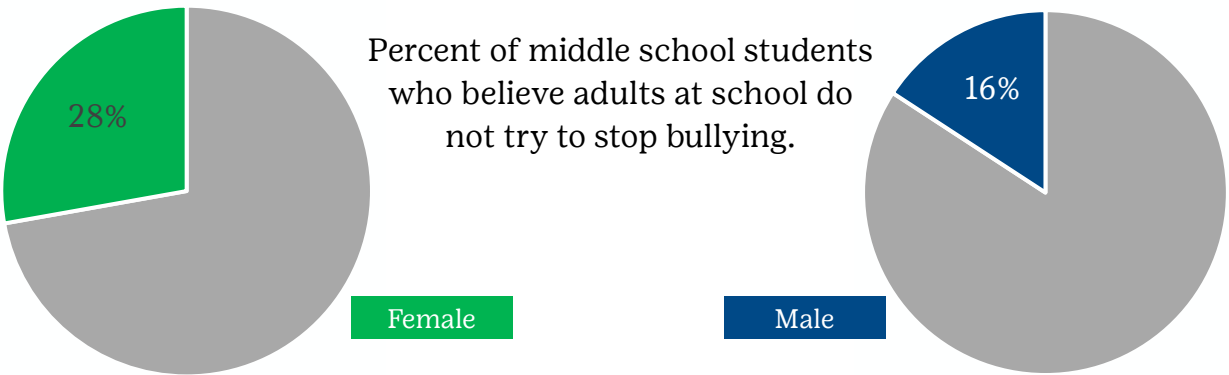 Percent of middle school students
who believe adults at school do
not try to stop bullying.
28%
16%
Female
Male